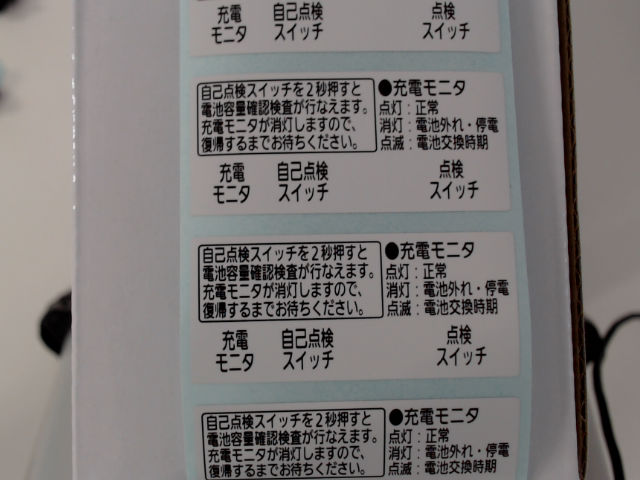 充電 自己点検 点検
モニタ スイッチ スイッチ
自己点検スイッチを2秒押すと
電池容量確認検査が行なえます。
充電モニタが消灯しますので、
復帰するまでお待ちください。
●充電モニタ
点灯:正常
消灯:電池外れ・停電
点滅:電池交換時期
充電 自己点検 点検
モニタ スイッチ スイッチ
自己点検スイッチを2秒押すと
電池容量確認検査が行なえます。
充電モニタが消灯しますので、
復帰するまでお待ちください。
●充電モニタ
点灯:正常
消灯:電池外れ・停電
点滅:電池交換時期
充電 自己点検 点検
モニタ スイッチ スイッチ
自己点検スイッチを2秒押すと
電池容量確認検査が行なえます。
充電モニタが消灯しますので、
復帰するまでお待ちください。
●充電モニタ
点灯:正常
消灯:電池外れ・停電
点滅:電池交換時期